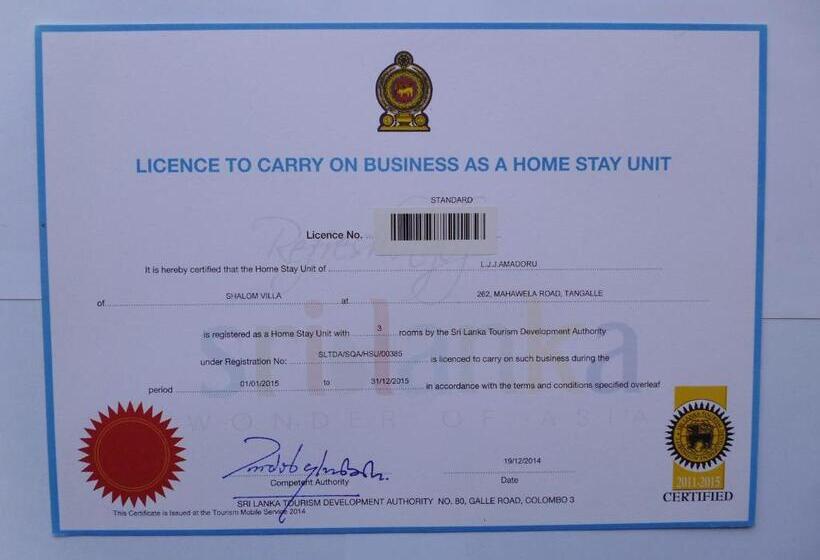 LICENCE TO CARRY ON BUSINESS AS A HOME STAY UNIT
STANDARD
Licence No.
It is hereby certified that the Home Stay Unit of L.J.J.AMADORU
of SHALOM VILLA at 262, MAHAWELA ROAD, TANGALLE
is registered as a Home Stay Unit with 3 rooms by the Sri Lanka Tourism Development Authority
under Registration No: SLTDA/SQA/HSU/00385 is licenced to carry on such business during the
period 01/01/2015 to 31/12/2015 in accordance with the terms and conditions specified overleaf
sri lanka
WONDER OF ASIA
19/12/2014
Competent Authority
Date
2011-2015
CERTIFIED
SRI LANKA TOURISM DEVELOPMENT AUTHORITY NO. 80, GALLE ROAD, COLOMBO 3
This Certificate is Issued at the Tourism Mobile Service 2014